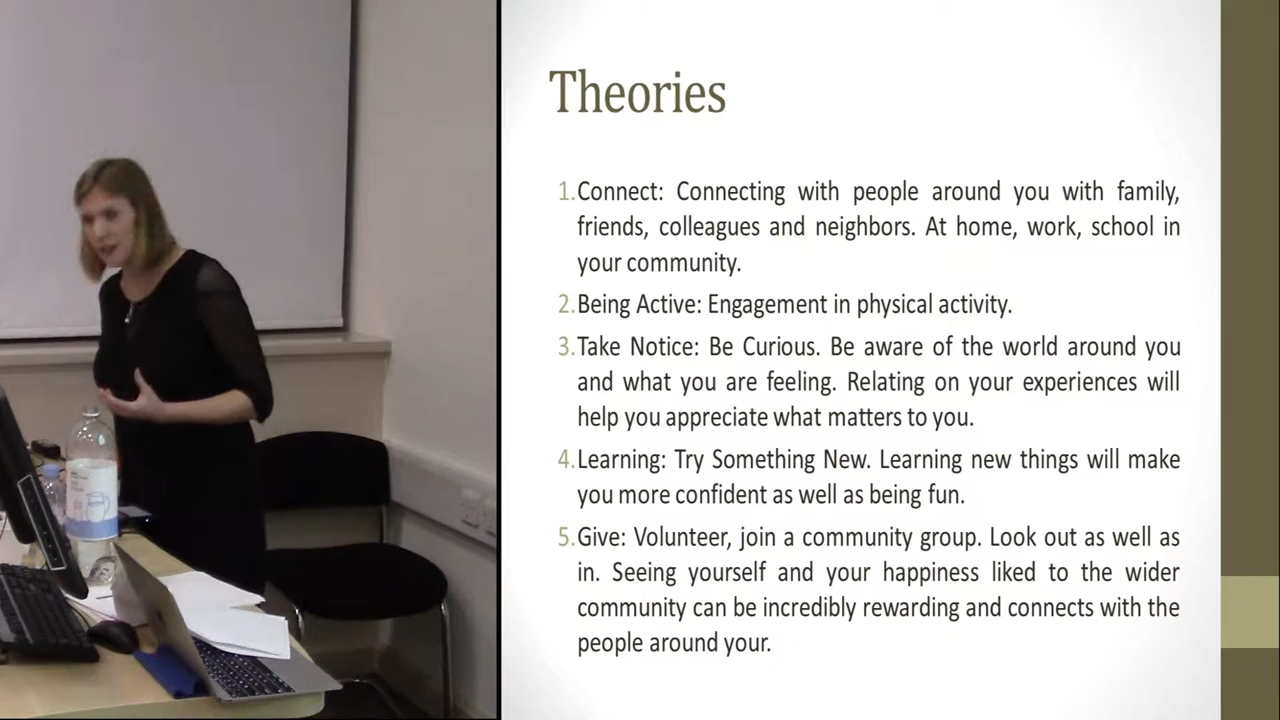 Theories
1. Connect: Connecting with people around you with family,
friends, colleagues and neighbors. At home, work, school in
your community.
2. Being Active: Engagement in physical activity.
3. Take Notice: Be Curious. Be aware of the world around you
and what you are feeling. Relating on your experiences will
help you appreciate what matters to you.
4. Learning: Try Something New. Learning new things will make
you more confident as well as being fun.
5. Give: Volunteer, join a community group. Look out as well as
in. Seeing yourself and your happiness liked to the wider
community can be incredibly rewarding and connects with the
people around your.